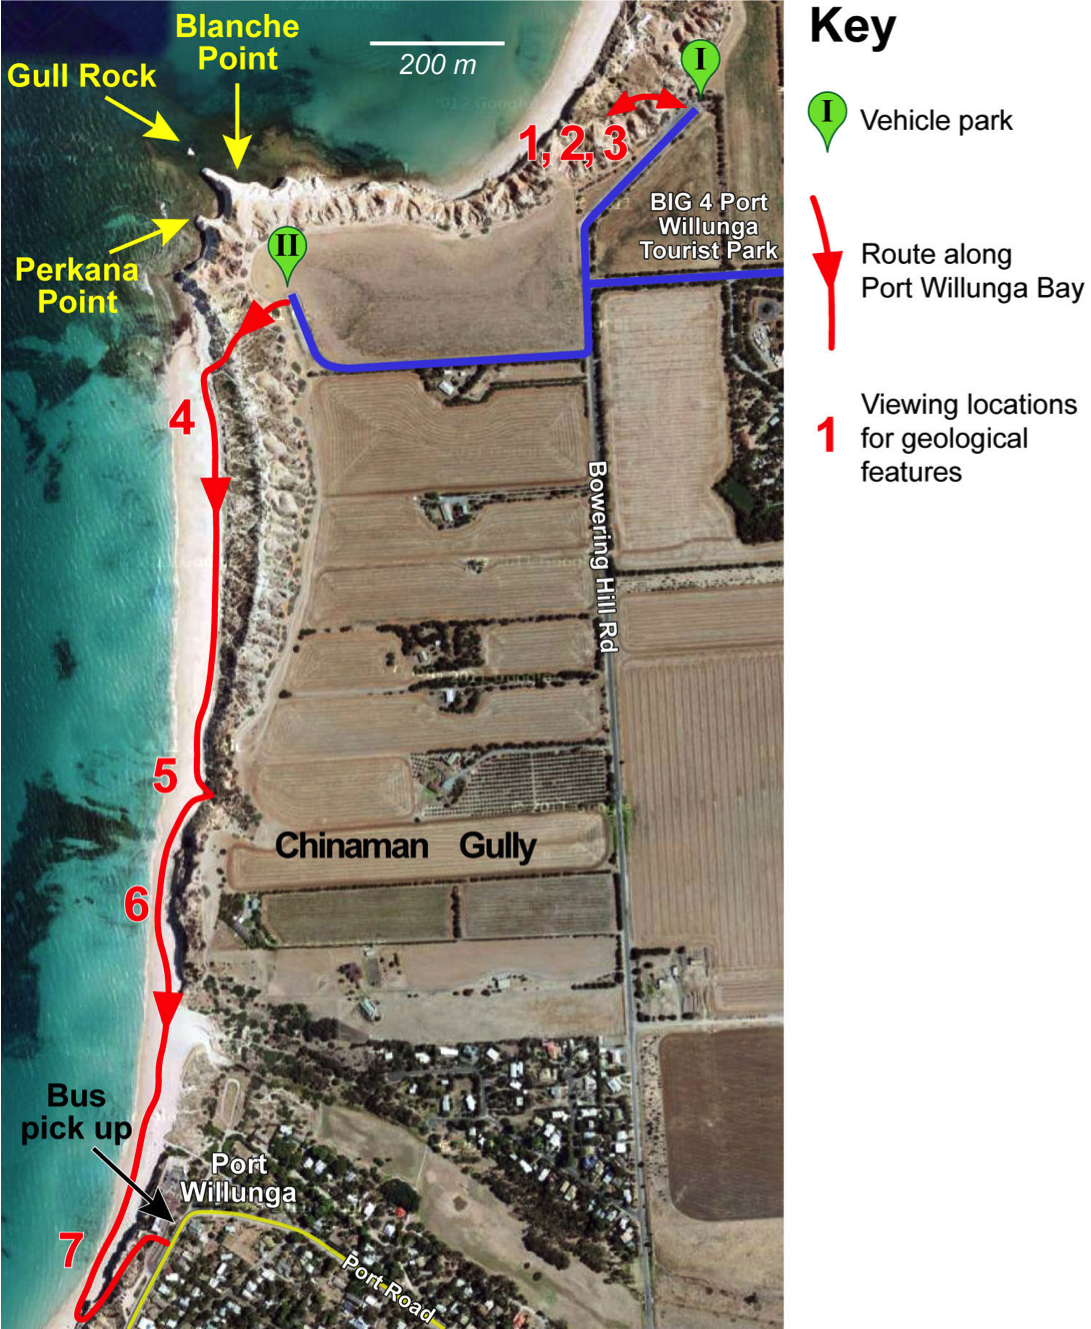 Blanche
Point
Gull Rock
200 m
I
1, 2, 3
BIG 4 Port
Willunga
Tourist Park
II
Perkana
Point
4
Bowering Hill Rd
5
Chinaman Gully
6
Bus
pick up
Port
Willunga
7
Port Road
Key
I
Vehicle park
Route along
Port Willunga Bay
1
Viewing locations
for geological
features